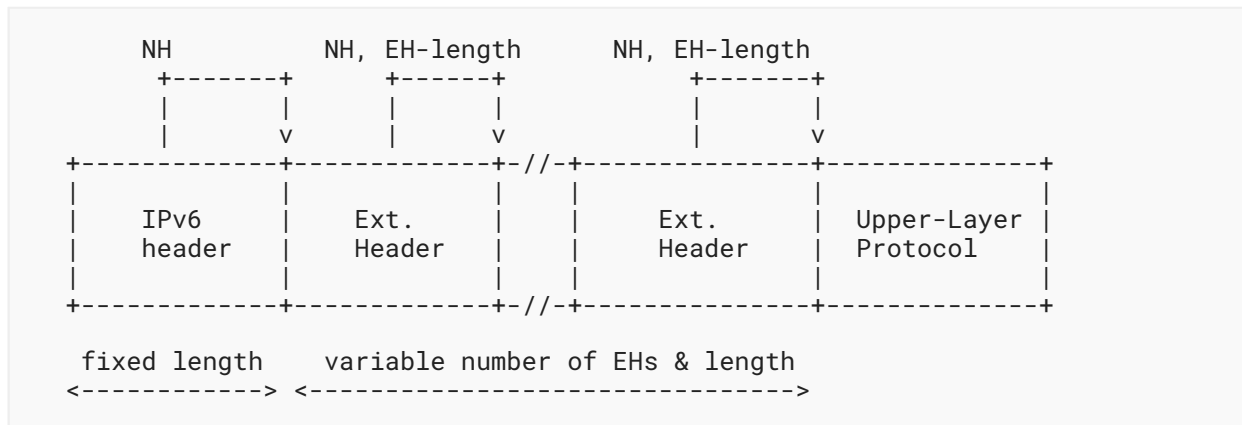 NH          NH, EH-length      NH, EH-length
      +-------+      +------+            +-------+
      |       |      |      |            |       |
      |       v      |      v            |       v
+-------------+-------------+-//-+---------------+--------------+
|             |             |    |               |              |
|    IPv6     |    Ext.     |    |     Ext.      |  Upper-Layer |
|    header   |    Header   |    |     Header    |  Protocol    |
|             |             |    |               |              |
+-------------+-------------+-//-+---------------+--------------+
 fixed length    variable number of EHs & length
<------------> <-------------------------------->